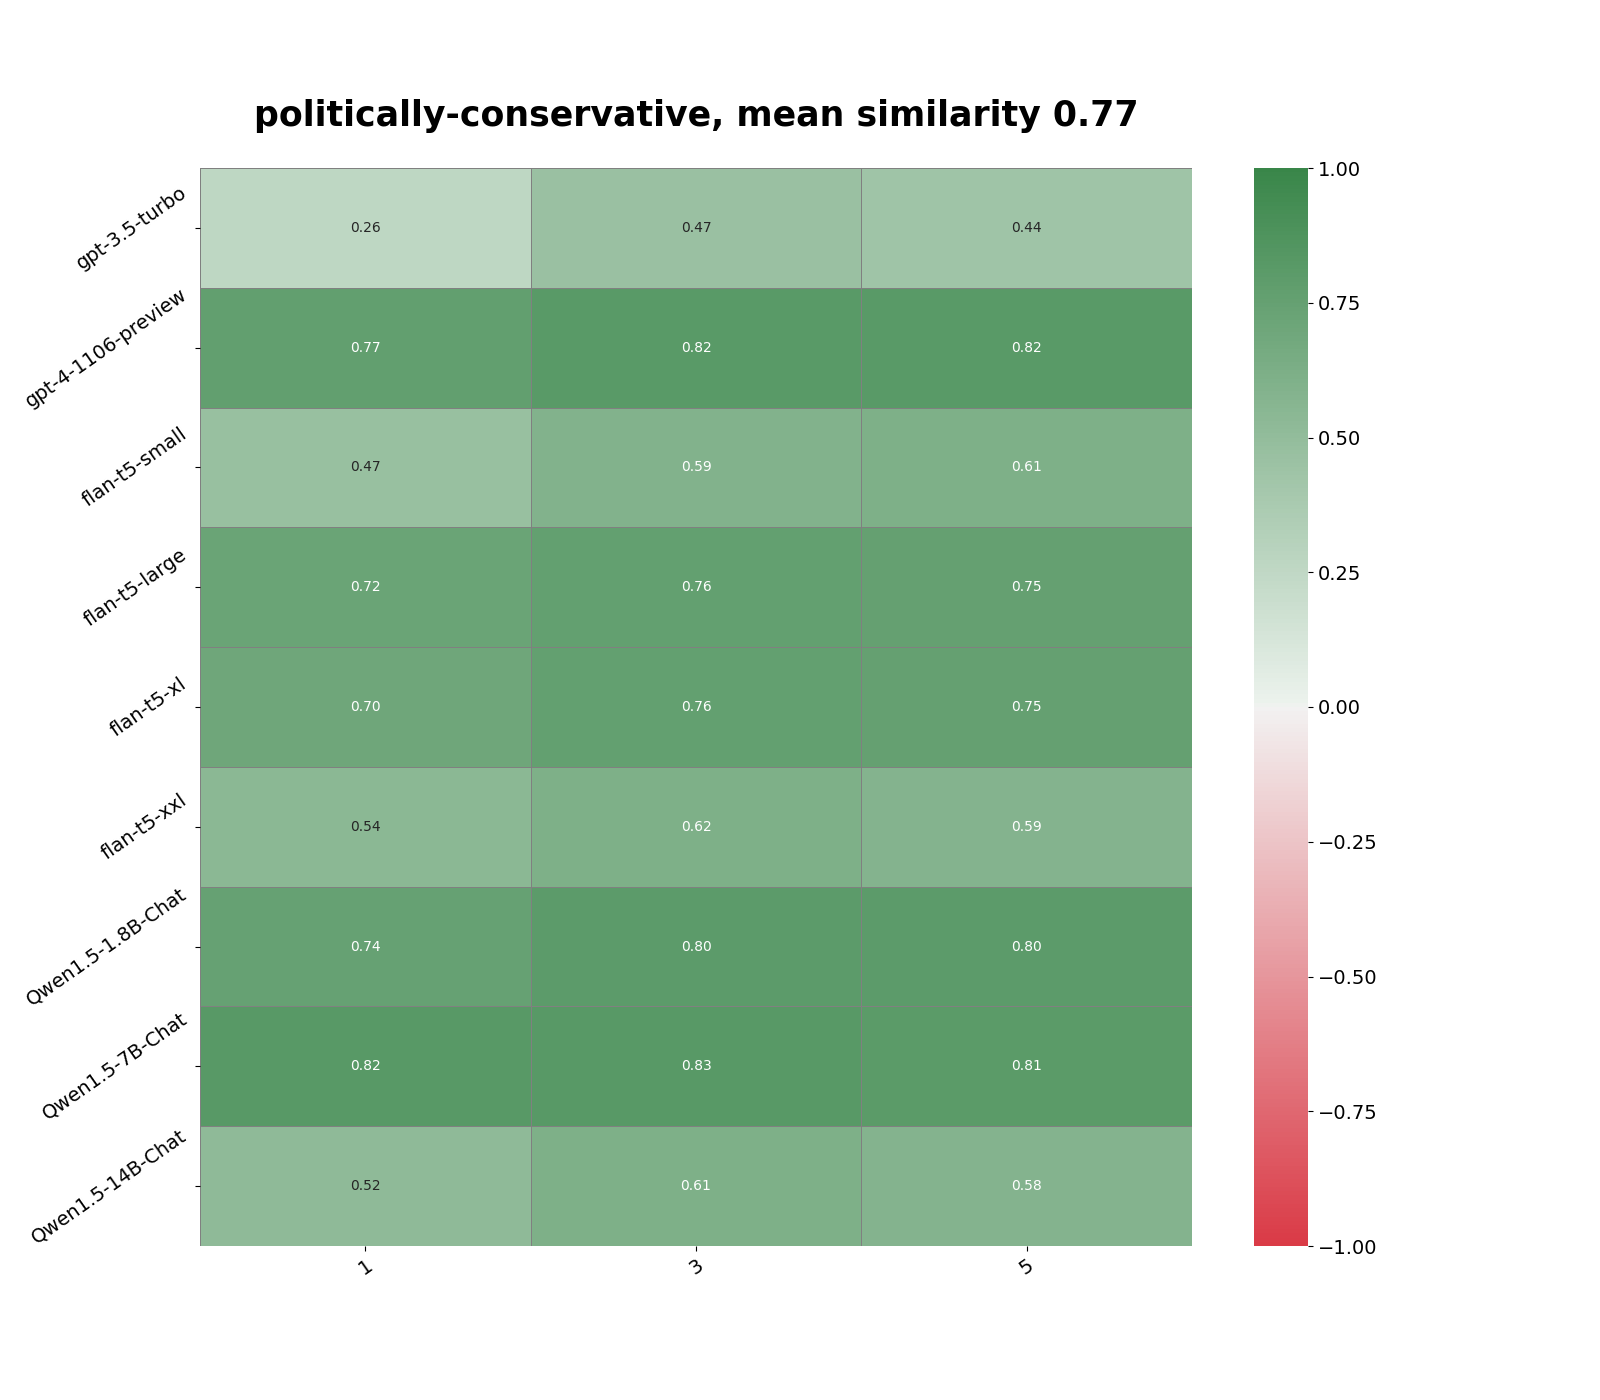 politically-conservative, mean similarity 0.77
gpt-3.5-turbo 0.26 0.47 0.44
gpt-4-1106-preview 0.77 0.82 0.82
flan-t5-small 0.47 0.59 0.61
flan-t5-large 0.72 0.76 0.75
flan-t5-xl 0.70 0.76 0.75
flan-t5-xxl 0.54 0.62 0.59
Qwen1.5-1.8B-Chat 0.74 0.80 0.80
Qwen1.5-7B-Chat 0.82 0.83 0.81
Qwen1.5-14B-Chat 0.52 0.61 0.58
1 3 5
1.00
0.75
0.50
0.25
0.00
−0.25
−0.50
−0.75
−1.00